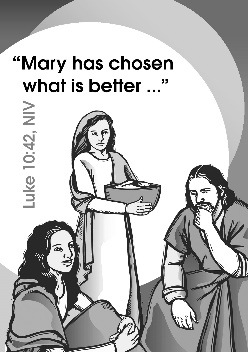 “Mary has chosen
what is better ...”
Luke 10:42, NIV